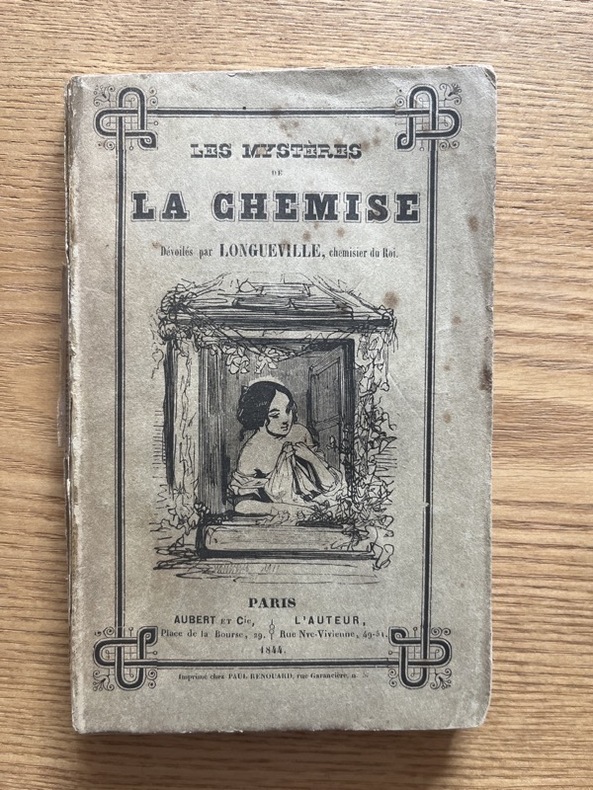 LES MYSTÈRES
DE
LA CHEMISE
Dévoilés par LONGUEVILLE, chemisier du Roi.
PARIS
AUBERT ET Cie, L'AUTEUR,
Place de la Bourse, 29. Rue Nve-Vivienne, 49-51.
1844.
Imprimé chez PAUL RENOUARD, rue Garancière, n